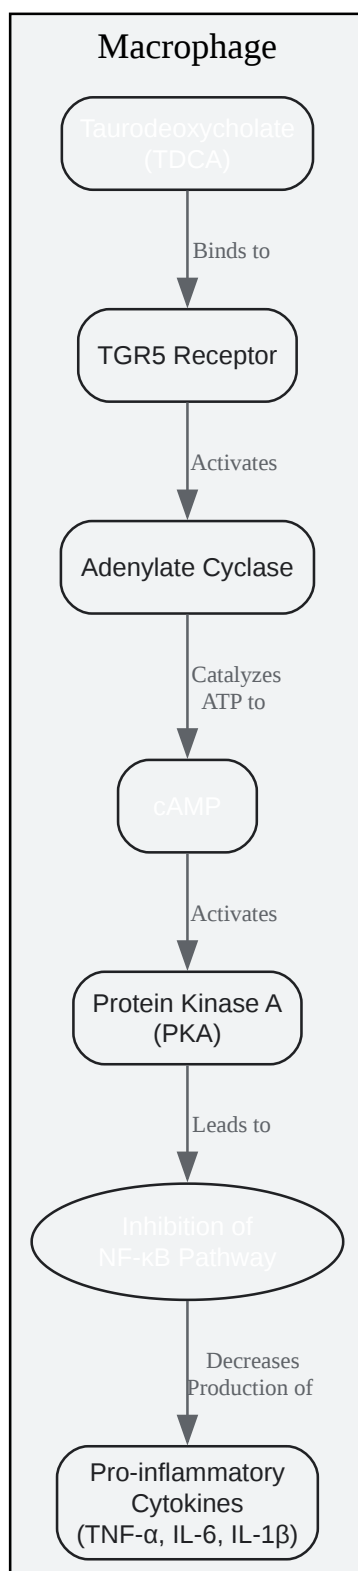 Macrophage
Taurodeoxycholate
(TDCA)
Binds to
TGR5 Receptor
Activates
Adenylate Cyclase
Catalyzes
ATP to
cAMP
Activates
Protein Kinase A
(PKA)
Leads to
Inhibition of
NF-κB Pathway
Decreases
Production of
Pro-inflammatory
Cytokines
(TNF-α, IL-6, IL-1β)